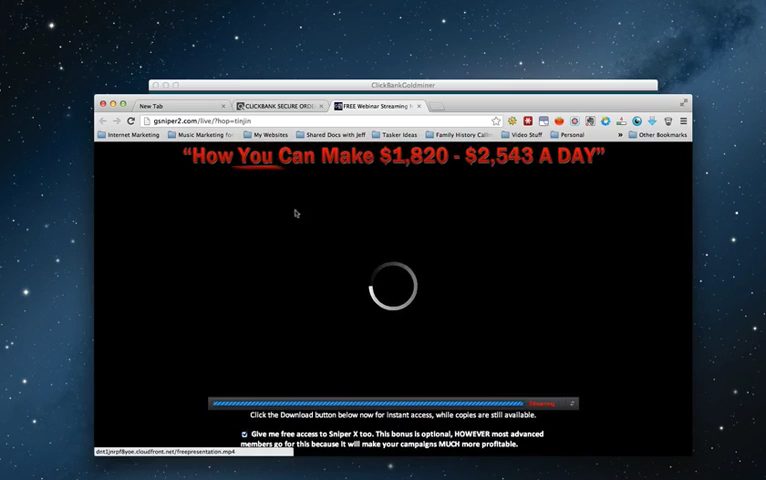 ClickBankGoldminer
New Tab
CLICKBANK SECURE ORD
FREE Webinar Streaming
gsniper2.com/live/?hop=tinjin
Internet Marketing
Music Marketing for
My Websites
Shared Docs with Jeff
Tasker Ideas
Family History Calli
Video Stuff
Personal
»
Other Bookmarks
“How You Can Make $1,820 - $2,543 A DAY”
Click the Download button below now for instant access, while copies are still available.
Give me free access to Sniper X too. This bonus is optional, HOWEVER most advanced
members go for this because it will make your campaigns MUCH more profitable.
dnt1jnrpf8yoe.cloudfront.net/freepresentation.mp4